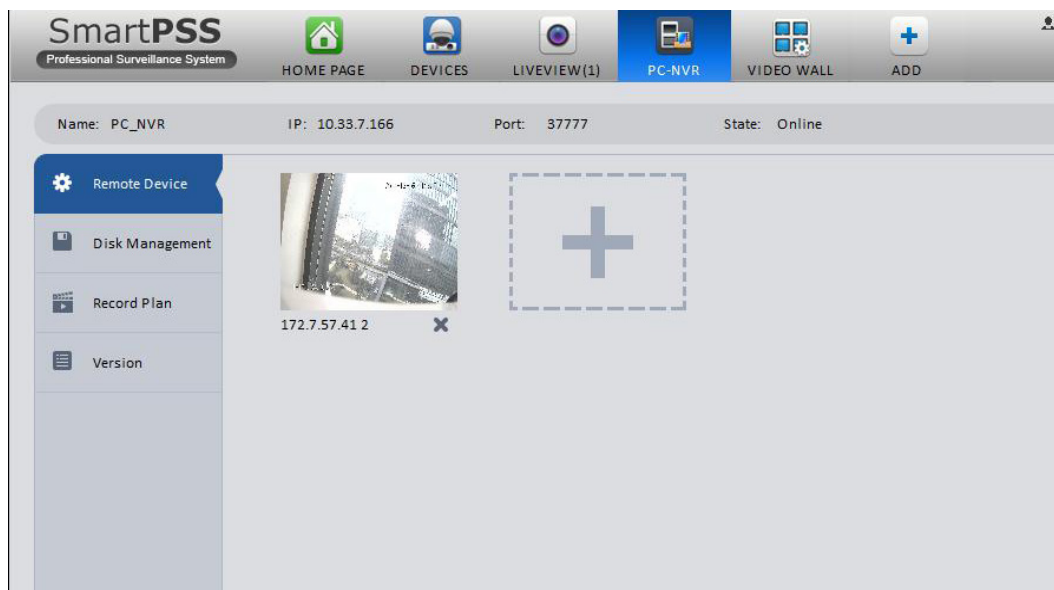 SmartPSS
Professional Surveillance System
HOME PAGE
DEVICES
LIVEVIEW(1)
PC-NVR
VIDEO WALL
ADD
Name: PC_NVR
IP: 10.33.7.166
Port: 37777
State: Online
Remote Device
Disk Management
Record Plan
Version
172.7.57.41 2